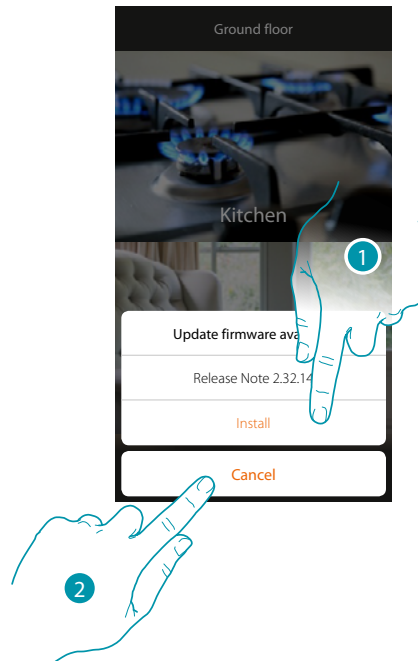 Ground floor
Kitchen
1
Update firmware ava
Release Note 2.32.14
Install
Cancel
2